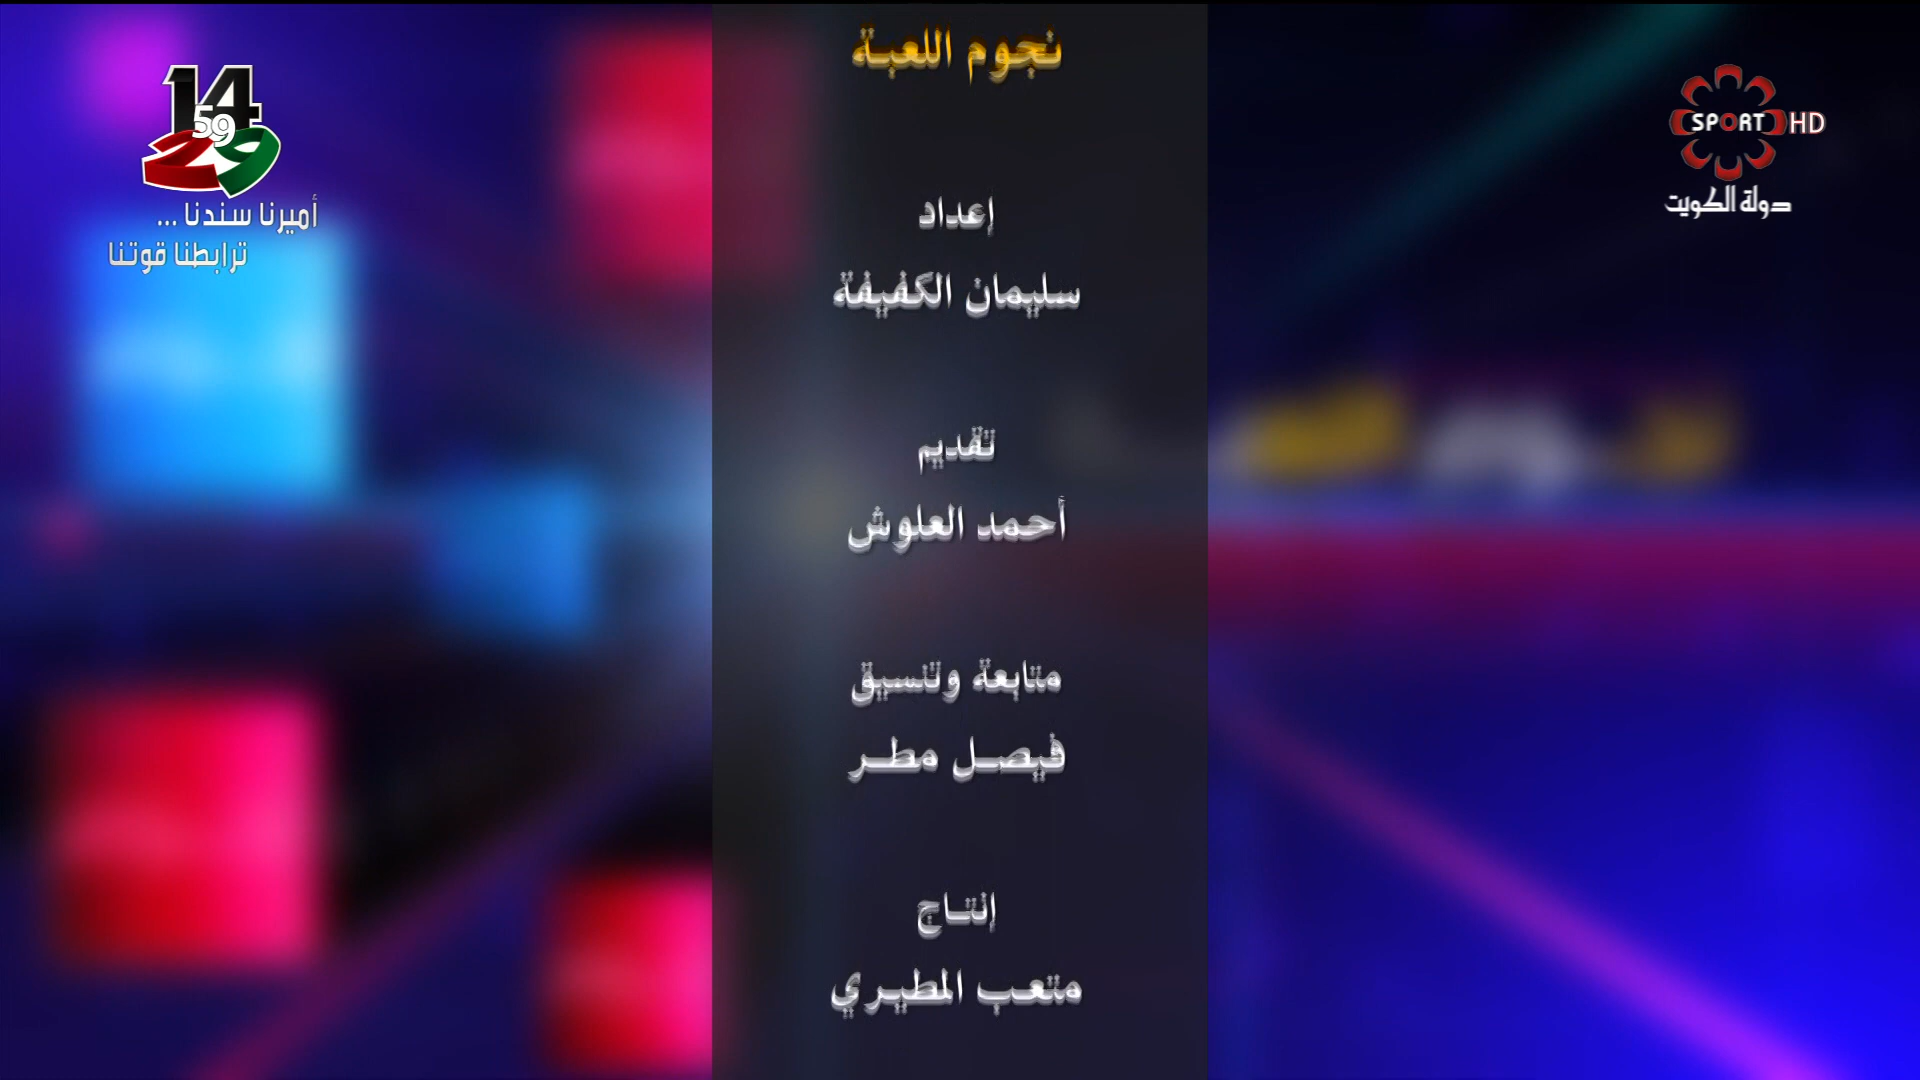 نجوم اللعبة
14
59
29
أميرنا سندنا ...
ترابطنا قوتنا
SPORT HD
دولة الكويت
إعداد
سليمان الكفيفة
تقديم
أحمد العلوش
متابعة وتنسيق
فيصل مطر
إنتاج
متعب المطيري